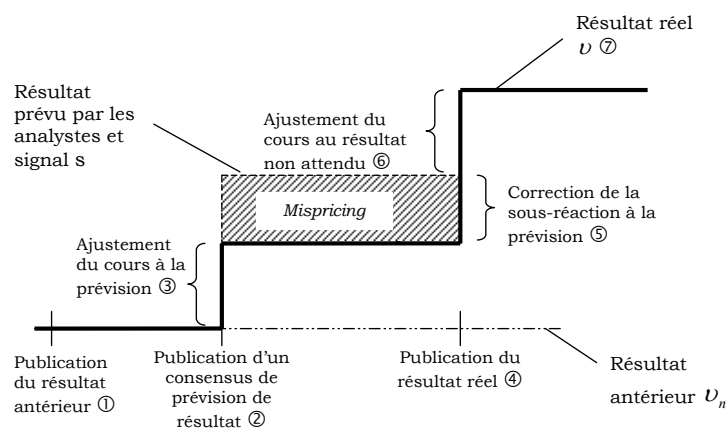 Résultat réel
υ ⑦
Résultat
prévu par les
analystes et
signal s
Ajustement du
cours au résultat
non attendu ⑥
Mispricing
Correction de la
sous-réaction à la
prévision ⑤
Ajustement
du cours à la
prévision ③
Publication
du résultat
antérieur ①
Publication d'un
consensus de
prévision de
résultat ②
Publication du
résultat réel ④
Résultat
antérieur υn